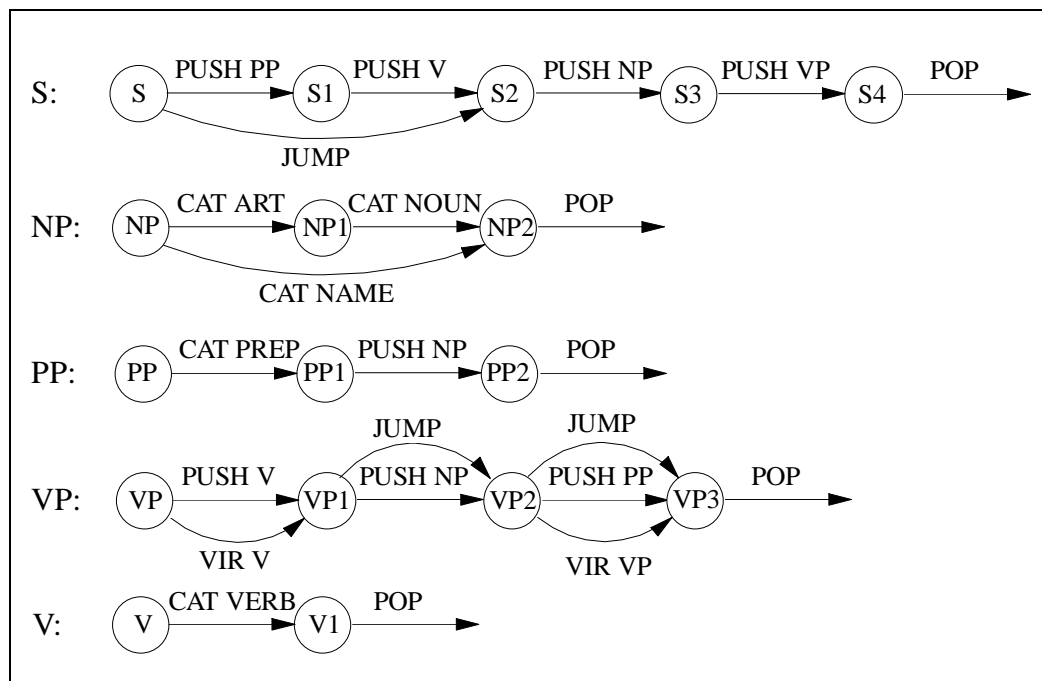 PUSH PP PUSH V PUSH NP PUSH VP POP
S: S S1 S2 S3 S4
JUMP
CAT ART CAT NOUN POP
NP: NP NP1 NP2
CAT NAME
CAT PREP PUSH NP POP
PP: PP PP1 PP2
JUMP JUMP
PUSH V PUSH NP PUSH PP POP
VP: VP VP1 VP2 VP3
VIR V VIR VP
CAT VERB POP
V: V V1